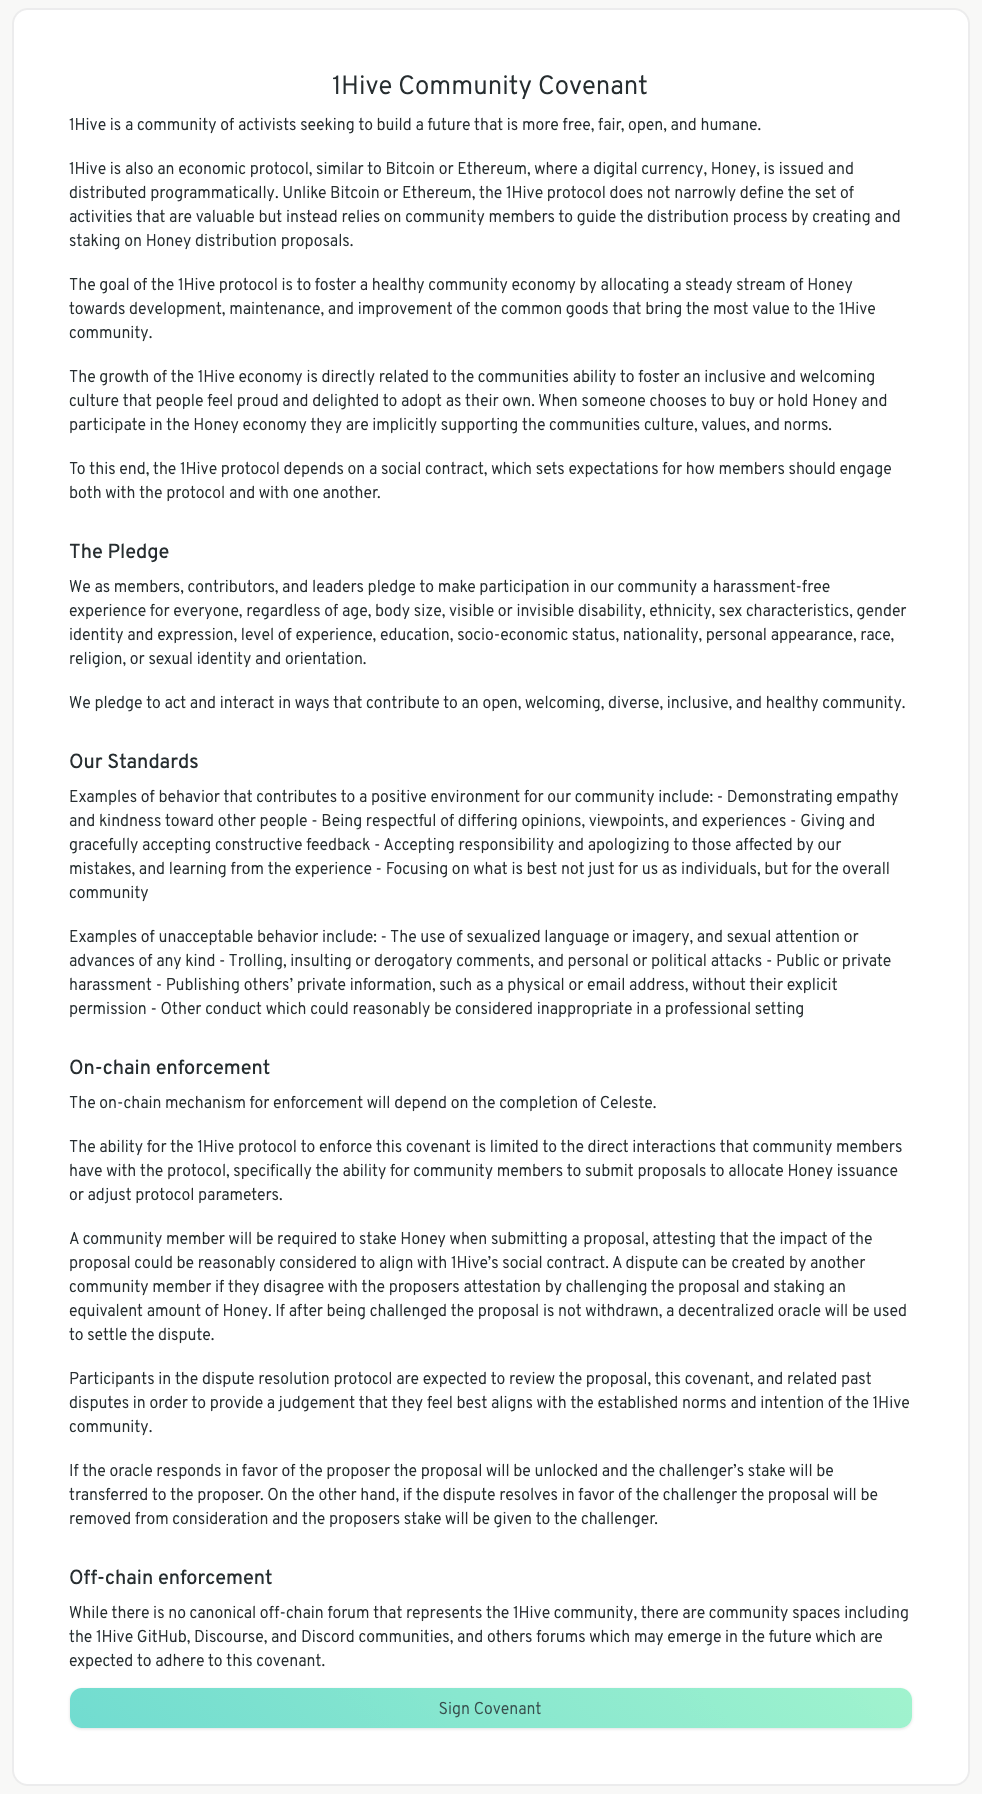 1Hive Community Covenant
1Hive is a community of activists seeking to build a future that is more free, fair, open, and humane.
1Hive is also an economic protocol, similar to Bitcoin or Ethereum, where a digital currency, Honey, is issued and
distributed programmatically. Unlike Bitcoin or Ethereum, the 1Hive protocol does not narrowly define the set of
activities that are valuable but instead relies on community members to guide the distribution process by creating and
staking on Honey distribution proposals.
The goal of the 1Hive protocol is to foster a healthy community economy by allocating a steady stream of Honey
towards development, maintenance, and improvement of the common goods that bring the most value to the 1Hive
community.
The growth of the 1Hive economy is directly related to the communities ability to foster an inclusive and welcoming
culture that people feel proud and delighted to adopt as their own. When someone chooses to buy or hold Honey and
participate in the Honey economy they are implicitly supporting the communities culture, values, and norms.
To this end, the 1Hive protocol depends on a social contract, which sets expectations for how members should engage
both with the protocol and with one another.
The Pledge
We as members, contributors, and leaders pledge to make participation in our community a harassment-free
experience for everyone, regardless of age, body size, visible or invisible disability, ethnicity, sex characteristics, gender
identity and expression, level of experience, education, socio-economic status, nationality, personal appearance, race,
religion, or sexual identity and orientation.
We pledge to act and interact in ways that contribute to an open, welcoming, diverse, inclusive, and healthy community.
Our Standards
Examples of behavior that contributes to a positive environment for our community include: - Demonstrating empathy
and kindness toward other people - Being respectful of differing opinions, viewpoints, and experiences - Giving and
gracefully accepting constructive feedback - Accepting responsibility and apologizing to those affected by our
mistakes, and learning from the experience - Focusing on what is best not just for us as individuals, but for the overall
community
Examples of unacceptable behavior include: - The use of sexualized language or imagery, and sexual attention or
advances of any kind - Trolling, insulting or derogatory comments, and personal or political attacks - Public or private
harassment - Publishing others’ private information, such as a physical or email address, without their explicit
permission - Other conduct which could reasonably be considered inappropriate in a professional setting
On-chain enforcement
The on-chain mechanism for enforcement will depend on the completion of Celeste.
The ability for the 1Hive protocol to enforce this covenant is limited to the direct interactions that community members
have with the protocol, specifically the ability for community members to submit proposals to allocate Honey issuance
or adjust protocol parameters.
A community member will be required to stake Honey when submitting a proposal, attesting that the impact of the
proposal could be reasonably considered to align with 1Hive’s social contract. A dispute can be created by another
community member if they disagree with the proposers attestation by challenging the proposal and staking an
equivalent amount of Honey. If after being challenged the proposal is not withdrawn, a decentralized oracle will be used
to settle the dispute.
Participants in the dispute resolution protocol are expected to review the proposal, this covenant, and related past
disputes in order to provide a judgement that they feel best aligns with the established norms and intention of the 1Hive
community.
If the oracle responds in favor of the proposer the proposal will be unlocked and the challenger’s stake will be
transferred to the proposer. On the other hand, if the dispute resolves in favor of the challenger the proposal will be
removed from consideration and the proposers stake will be given to the challenger.
Off-chain enforcement
While there is no canonical off-chain forum that represents the 1Hive community, there are community spaces including
the 1Hive GitHub, Discourse, and Discord communities, and others forums which may emerge in the future which are
expected to adhere to this covenant.
Sign Covenant